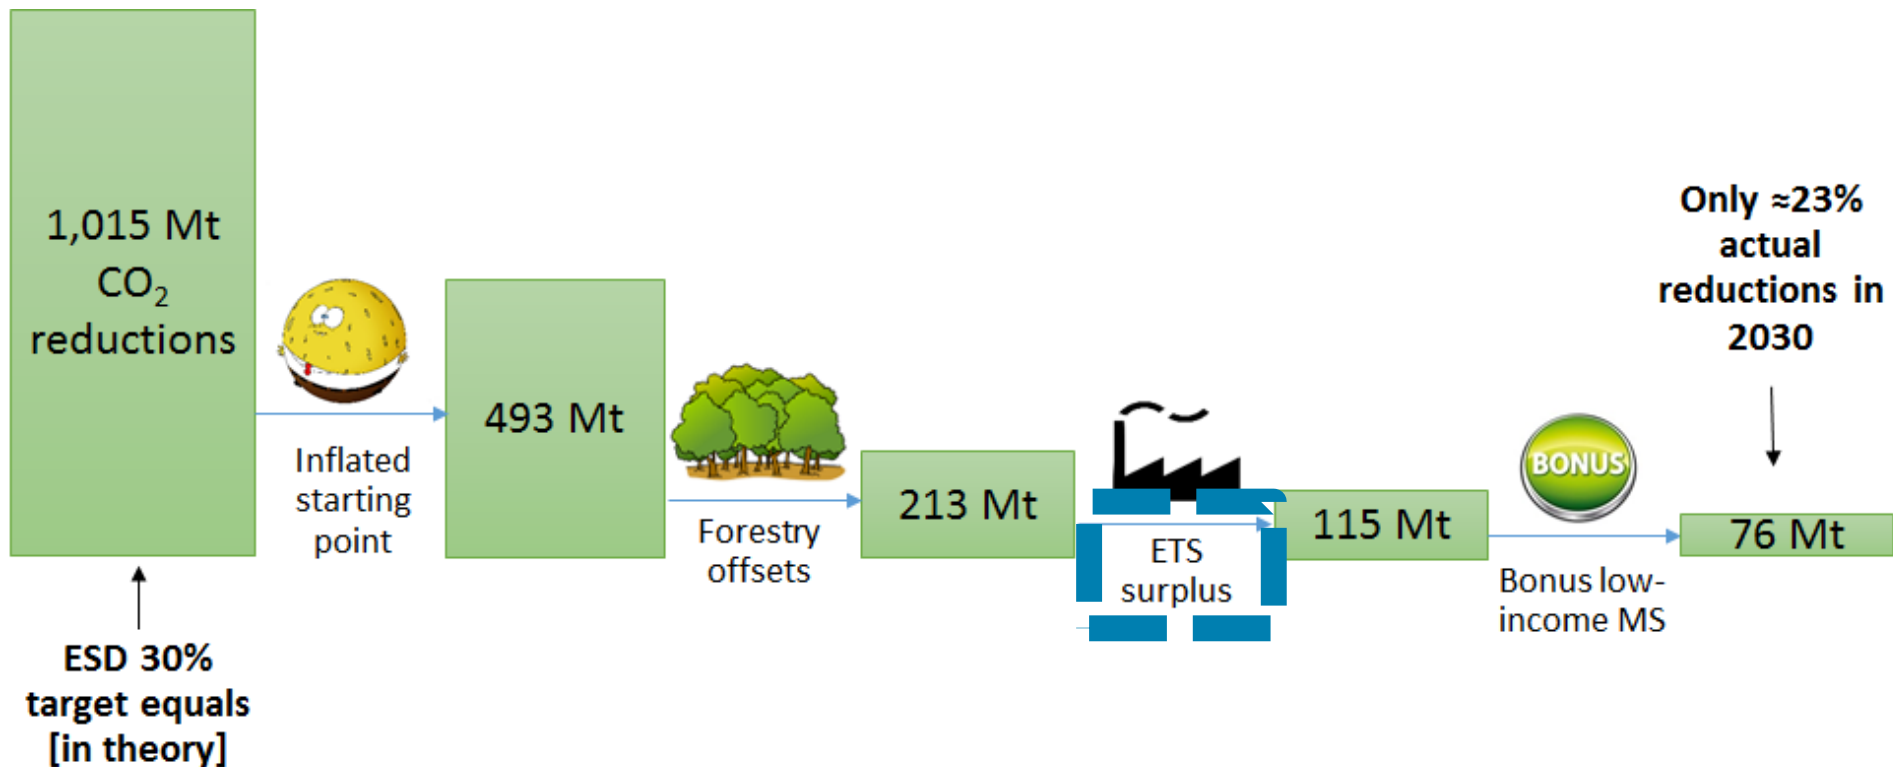 1,015 Mt
CO₂
reductions
ESD 30%
target equals
[in theory]
Inflated
starting
point
493 Mt
Forestry
offsets
213 Mt
ETS
surplus
115 Mt
BONUS
Bonus low-
income MS
Only ≈23%
actual
reductions in
2030
76 Mt